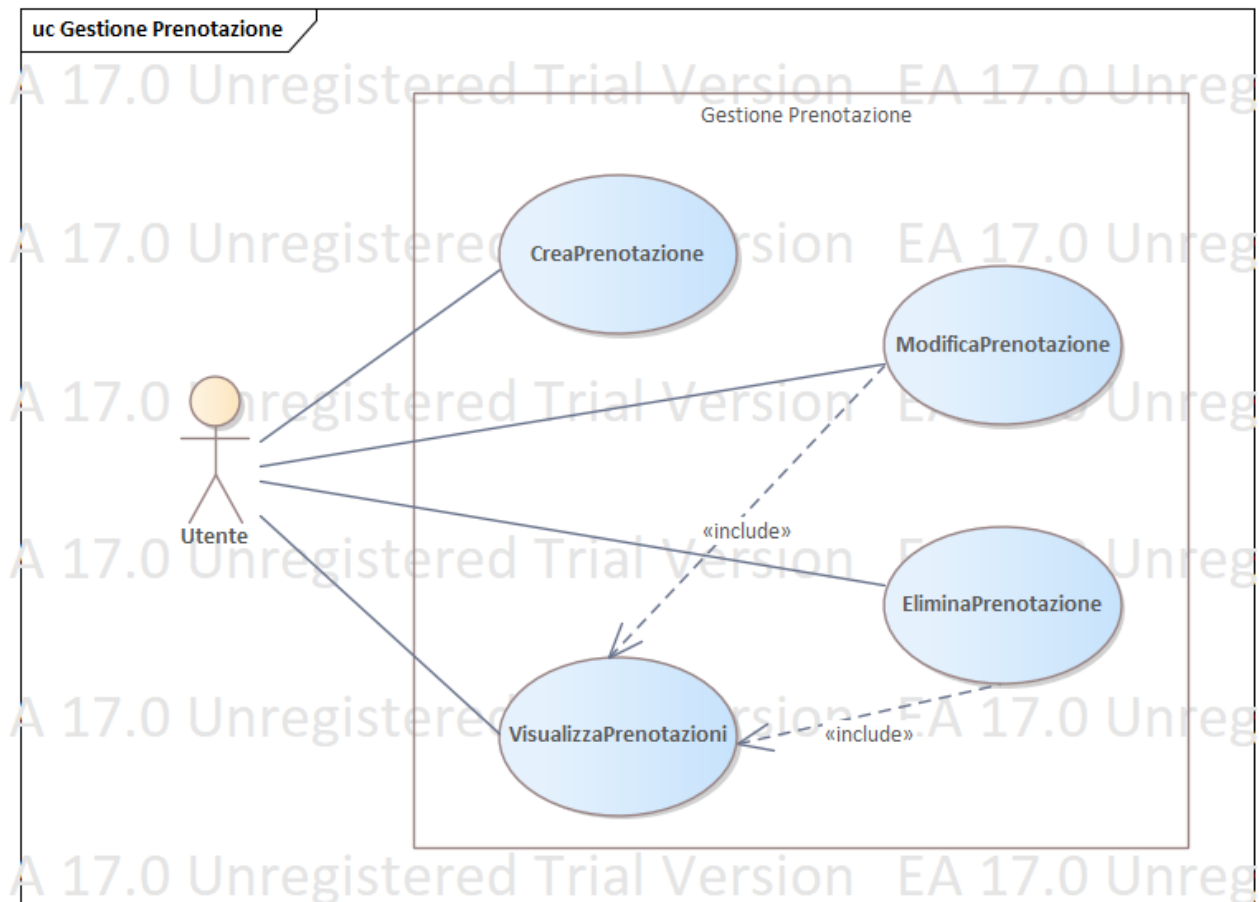 uc Gestione Prenotazione
A 17.0 Unregistered Trial Version EA 17.0 Unreg
Gestione Prenotazione
A 17.0 Unregistered Trial Version EA 17.0 Unreg
CreaPrenotazione
ModificaPrenotazione
A 17.0 Unregistered Trial Version EA 17.0 Unreg
«include»
Utente
A 17.0 Unregistered Trial Version EA 17.0 Unreg
EliminaPrenotazione
A 17.0 Unregistered Trial Version EA 17.0 Unreg
VisualizzaPrenotazioni
«include»
A 17.0 Unregistered Trial Version EA 17.0 Unreg